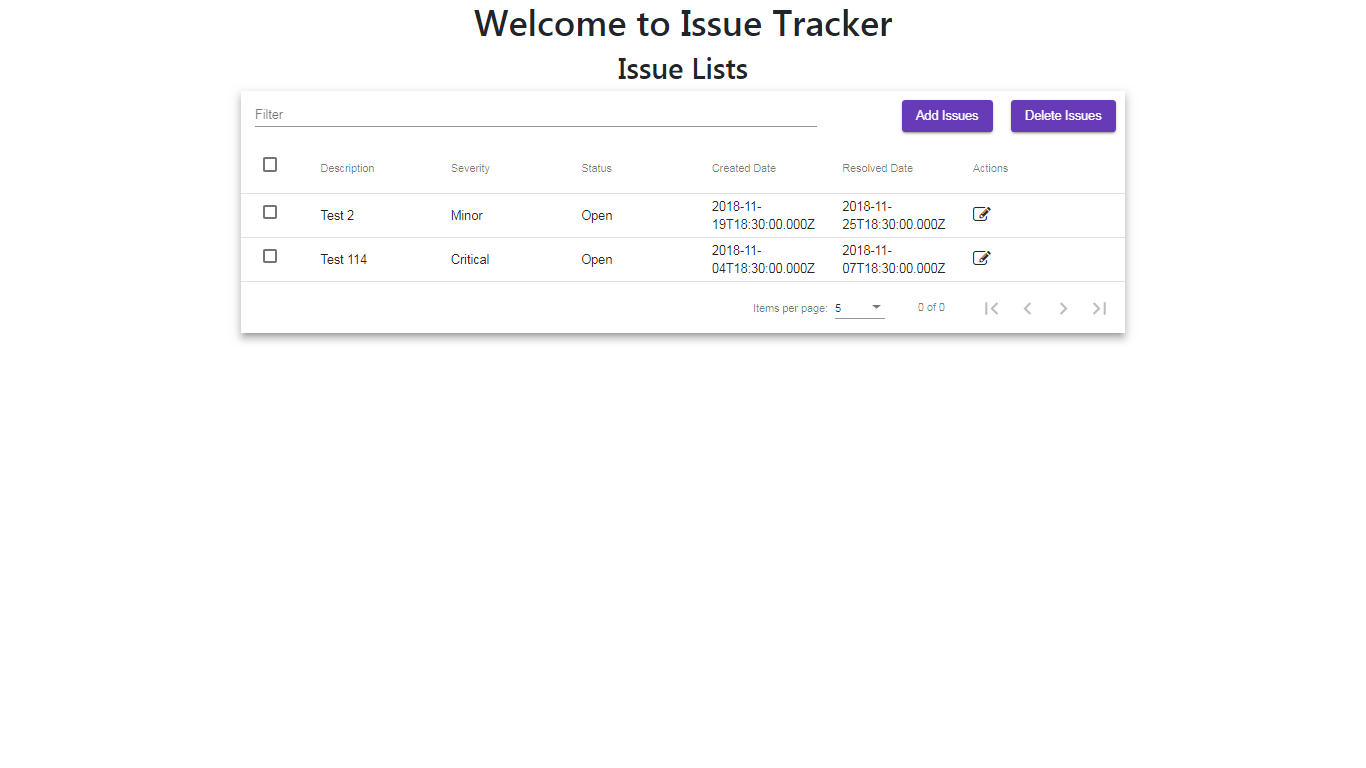 Welcome to Issue Tracker
Issue Lists
Filter
Add Issues
Delete Issues
Description Severity Status Created Date Resolved Date Actions
Test 2 Minor Open 2018-11-19T18:30:00.000Z 2018-11-25T18:30:00.000Z
Test 114 Critical Open 2018-11-04T18:30:00.000Z 2018-11-07T18:30:00.000Z
Items per page: 5 0 of 0